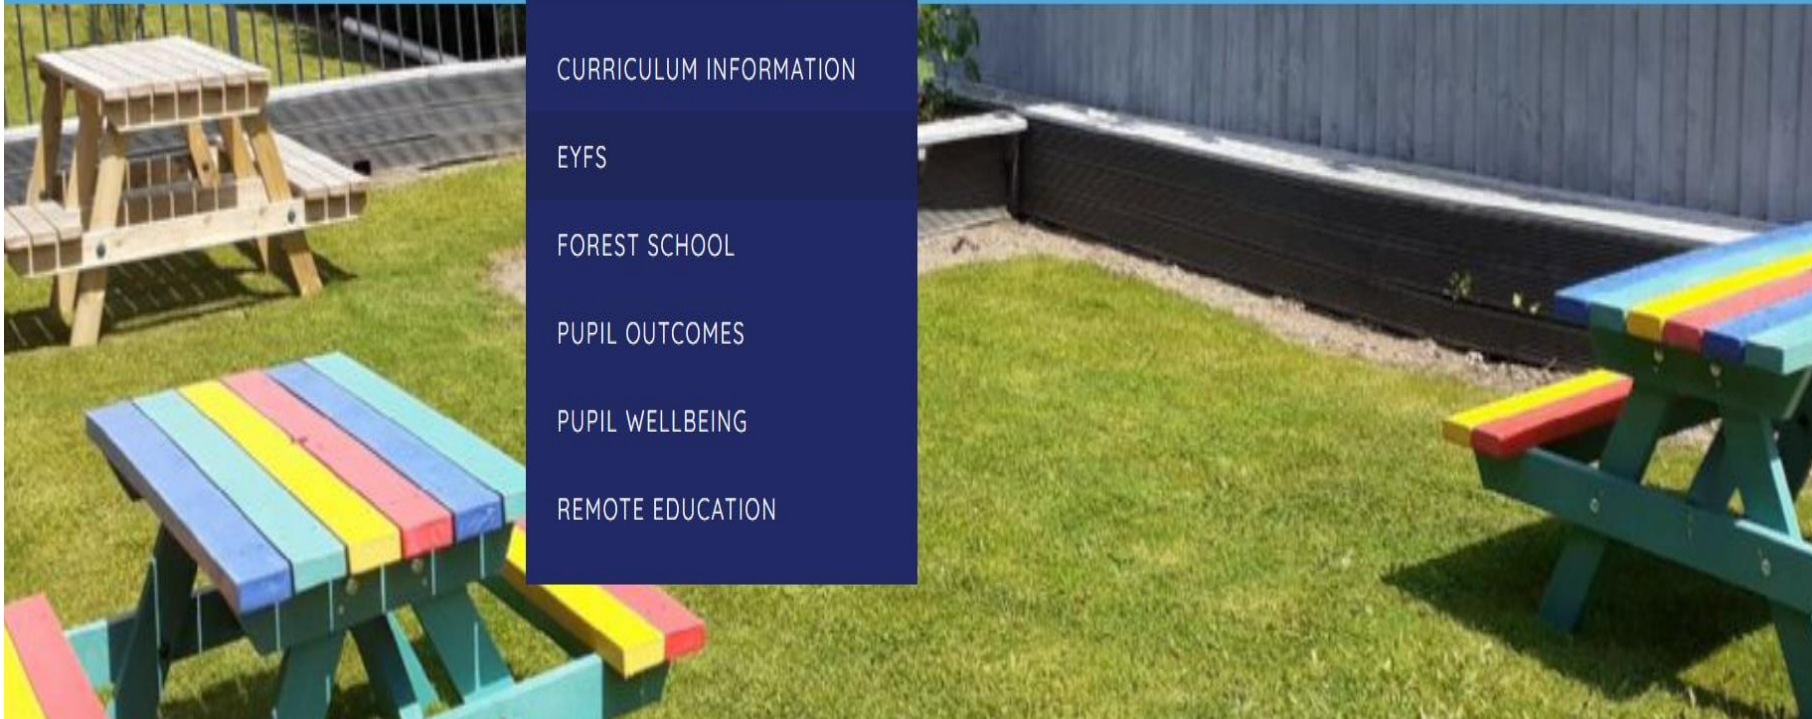 CURRICULUM INFORMATION
EYFS
FOREST SCHOOL
PUPIL OUTCOMES
PUPIL WELLBEING
REMOTE EDUCATION